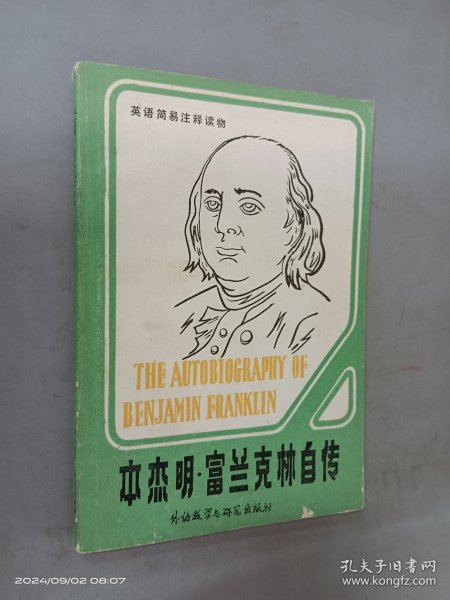 英语简易注释读物
THE AUTOBIOGRAPHY OF
BENJAMIN FRANKLIN
本杰明·富兰克林自传
外语教学与研究出版社
2024/09/02 08:07
孔夫子旧书网
www.kongfz.com